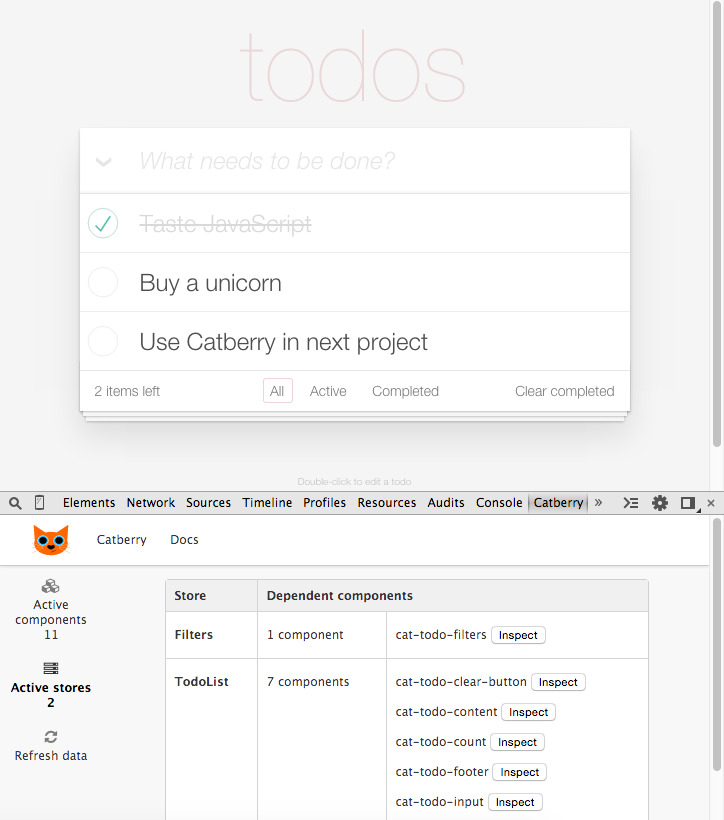 todos
What needs to be done?
Taste JavaScript
Buy a unicorn
Use Catberry in next project
2 items left All Active Completed Clear completed
Double-click to edit a todo
Elements Network Sources Timeline Profiles Resources Audits Console Catberry »
Catberry Docs
Active components 11
Active stores 2
Refresh data
Store Dependent components
Filters 1 component cat-todo-filters Inspect
TodoList 7 components cat-todo-clear-button Inspect
cat-todo-content Inspect
cat-todo-count Inspect
cat-todo-footer Inspect
cat-todo-input Inspect